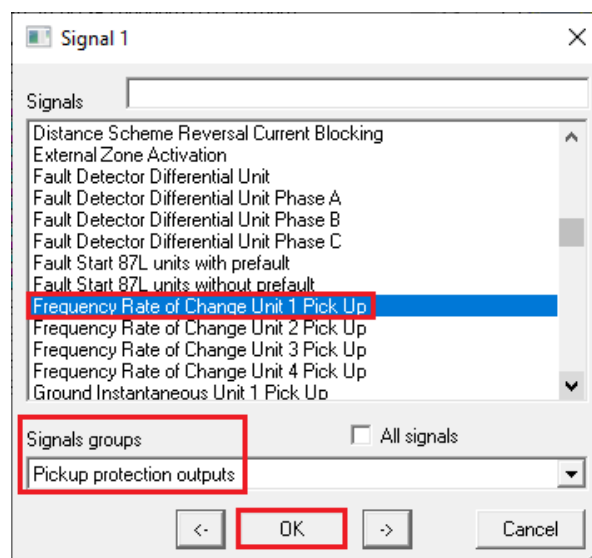 Signal 1
Signals
Distance Scheme Reversal Current Blocking
External Zone Activation
Fault Detector Differential Unit
Fault Detector Differential Unit Phase A
Fault Detector Differential Unit Phase B
Fault Detector Differential Unit Phase C
Fault Start 87L units with prefault
Fault Start 87L units without prefault
Frequency Rate of Change Unit 1 Pick Up
Frequency Rate of Change Unit 2 Pick Up
Frequency Rate of Change Unit 3 Pick Up
Frequency Rate of Change Unit 4 Pick Up
Ground Instantaneous Unit 1 Pick Up
Signals groups
All signals
Pickup protection outputs
<- OK -> Cancel